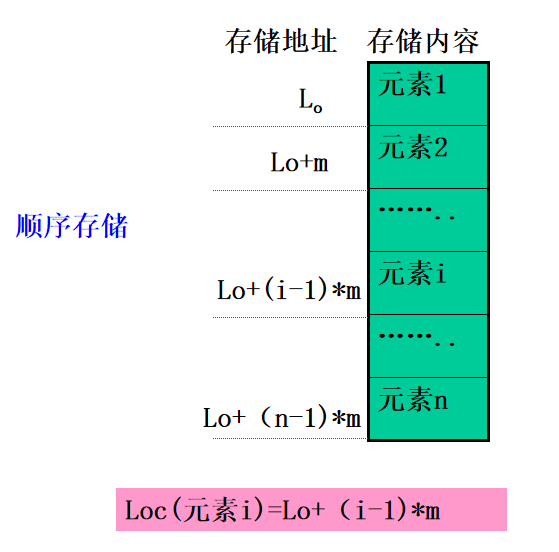 存储地址 存储内容
Lo 元素1
Lo+m 元素2
……..
顺序存储
Lo+(i-1)*m 元素i
……..
Lo+（n-1)*m 元素n
Loc(元素i)=Lo+（i-1)*m